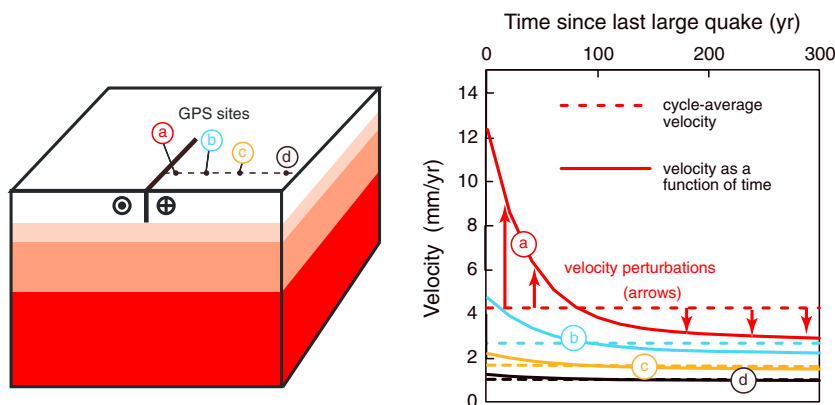 GPS sites
a
b
c
d
Time since last large quake (yr)
0 100 200 300
14
12
10
8
6
4
2
0
Velocity (mm/yr)
cycle-average
velocity
velocity as a
function of time
a
velocity perturbations
(arrows)
b
c
d